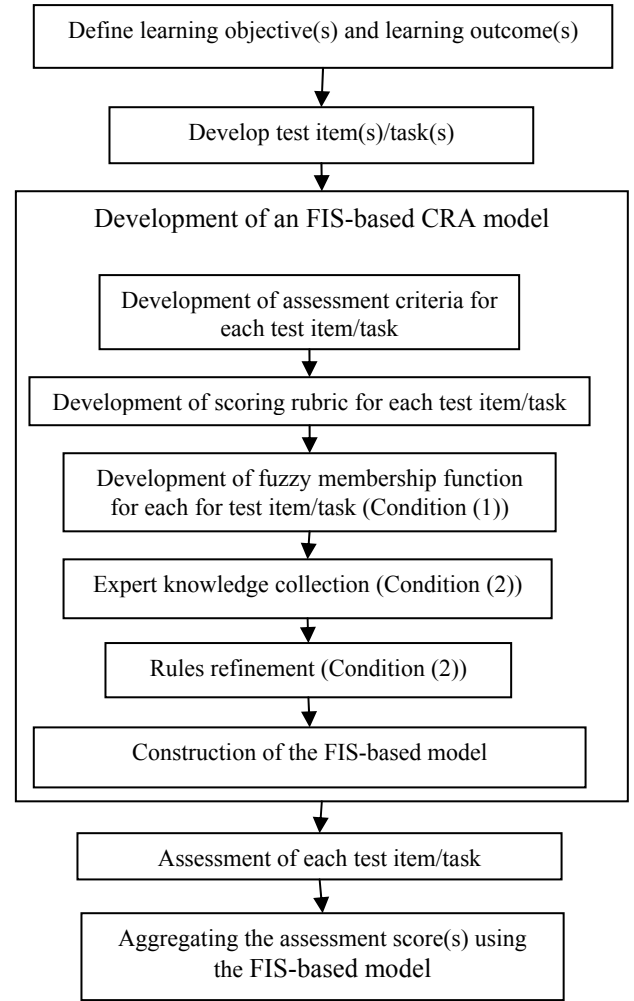 Define learning objective(s) and learning outcome(s)
Develop test item(s)/task(s)
Development of an FIS-based CRA model
Development of assessment criteria for
each test item/task
Development of scoring rubric for each test item/task
Development of fuzzy membership function
for each for test item/task (Condition (1))
Expert knowledge collection (Condition (2))
Rules refinement (Condition (2))
Construction of the FIS-based model
Assessment of each test item/task
Aggregating the assessment score(s) using
the FIS-based model